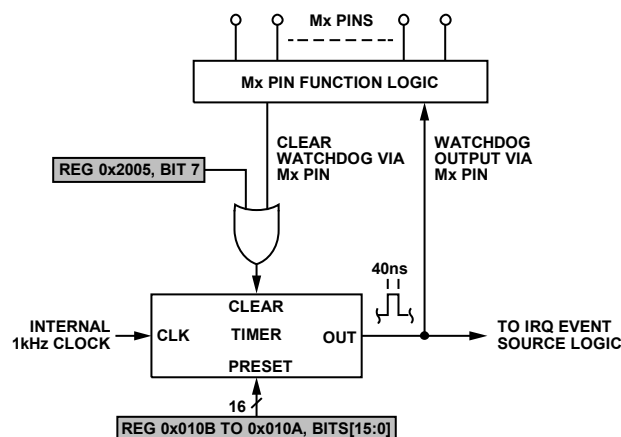 Mx PINS
Mx PIN FUNCTION LOGIC
CLEAR
WATCHDOG VIA
Mx PIN
WATCHDOG
OUTPUT VIA
Mx PIN
REG 0x2005, BIT 7
40ns
INTERNAL
1kHz CLOCK
CLEAR
CLK
TIMER
OUT
PRESET
TO IRQ EVENT
SOURCE LOGIC
16
REG 0x010B TO 0x010A, BITS[15:0]